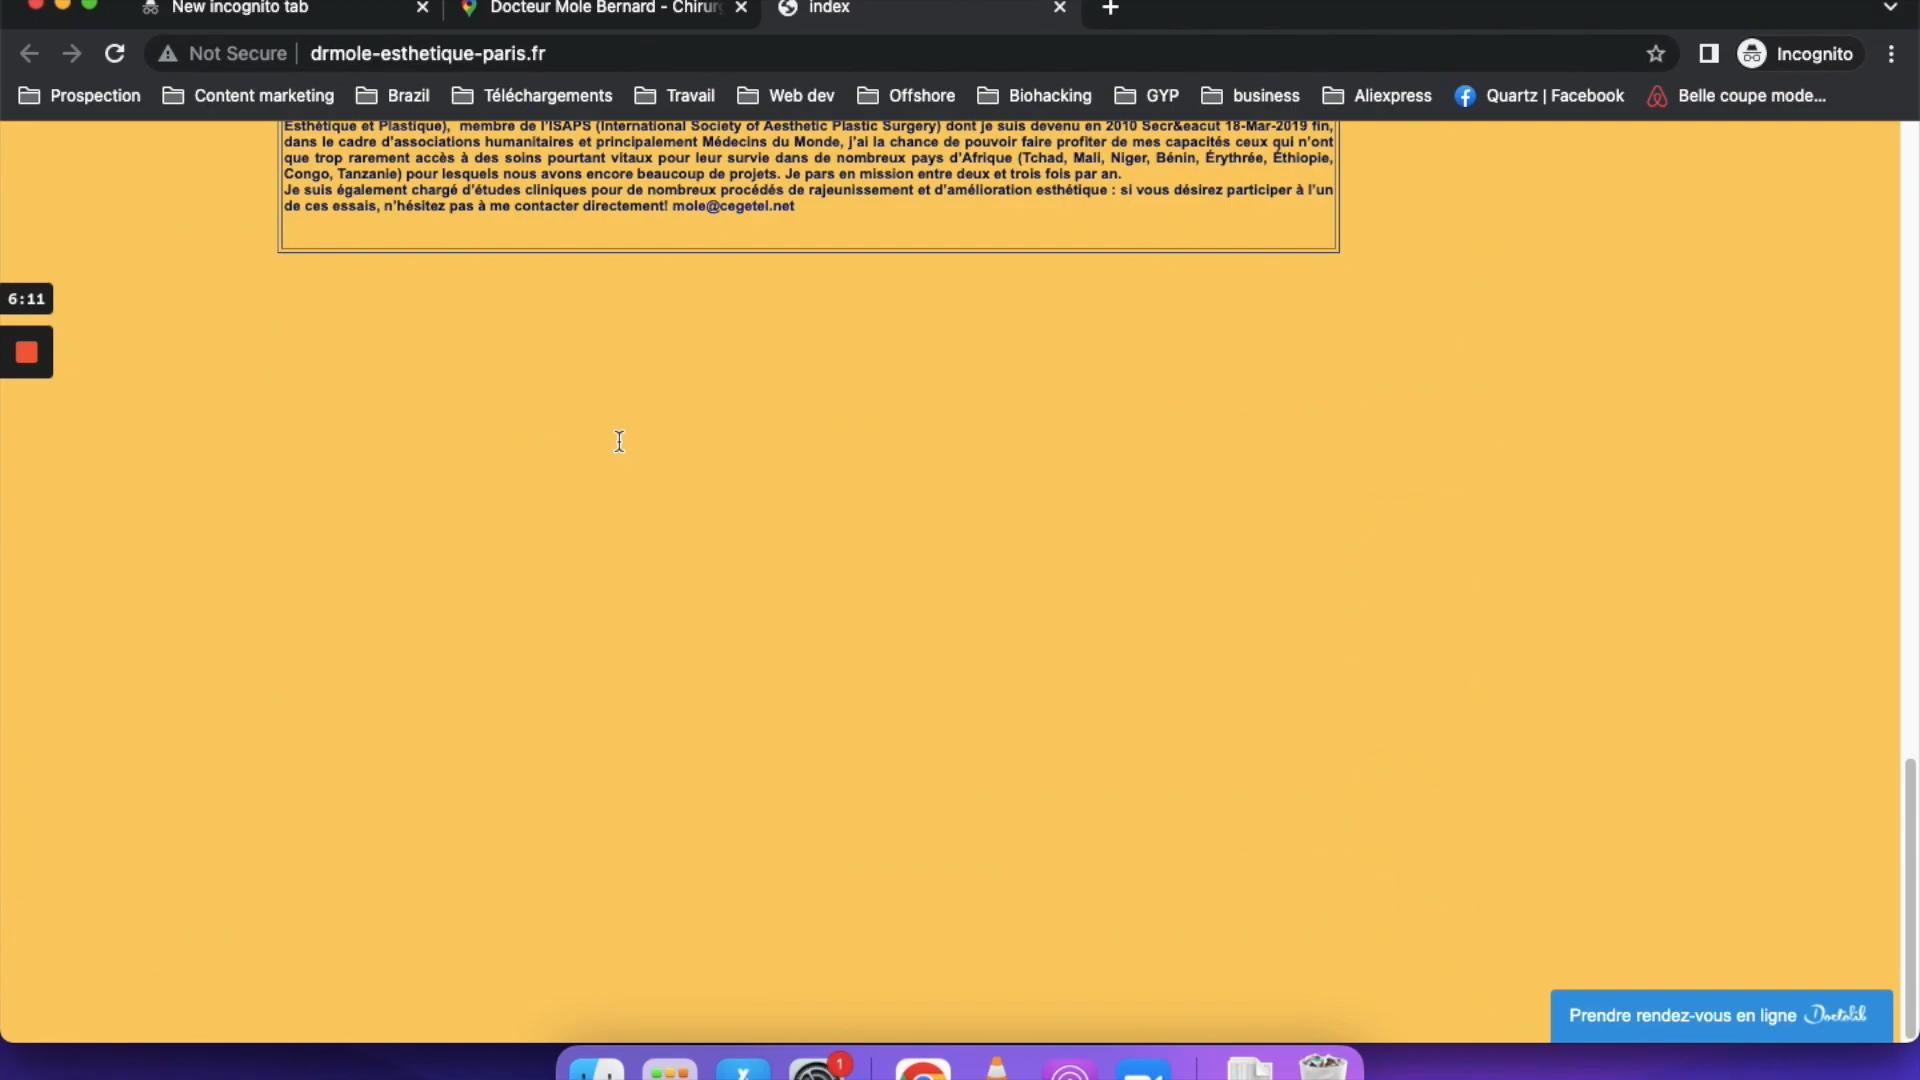 New incognito tab
Docteur Mole Bernard - Chirur
index
Not Secure
drmole-esthetique-paris.fr
Incognito
Prospection
Content marketing
Brazil
Téléchargements
Travail
Web dev
Offshore
Biohacking
GYP
business
Aliexpress
Quartz | Facebook
Belle coupe mode...
Esthétique et Plastique), membre de l'ISAPS (International Society of Aesthetic Plastic Surgery) dont je suis devenu en 2010 Secr&eacut 18-Mar-2019 fin,
dans le cadre d'associations humanitaires et principalement Médecins du Monde, j'ai la chance de pouvoir faire profiter de mes capacités ceux qui n'ont
que trop rarement accès à des soins pourtant vitaux pour leur survie dans de nombreux pays d'Afrique (Tchad, Mali, Niger, Bénin, Érythrée, Éthiopie,
Congo, Tanzanie) pour lesquels nous avons encore beaucoup de projets. Je pars en mission entre deux et trois fois par an.
Je suis également chargé d'études cliniques pour de nombreux procédés de rajeunissement et d'amélioration esthétique : si vous désirez participer à l'un
de ces essais, n'hésitez pas à me contacter directement! mole@cegetel.net
6:11
Prendre rendez-vous en ligne Doctolib
1